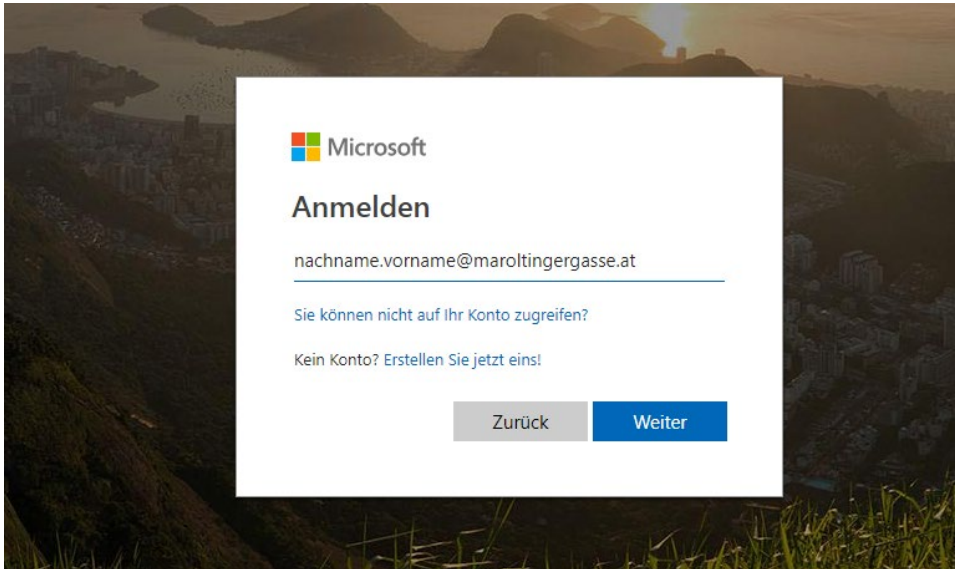 Microsoft
Anmelden
nachname.vorname@maroltingergasse.at
Sie können nicht auf Ihr Konto zugreifen?
Kein Konto? Erstellen Sie jetzt eins!
Zurück Weiter